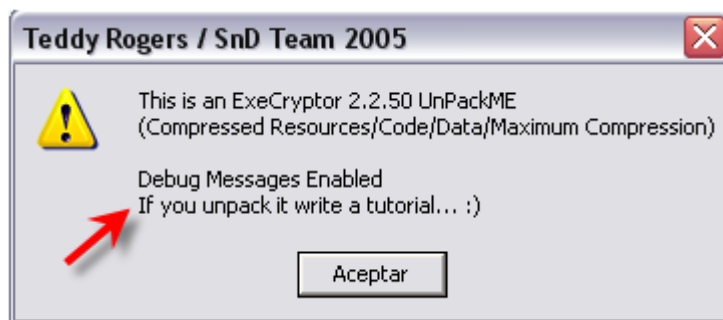 Teddy Rogers / SnD Team 2005
This is an ExeCryptor 2.2.50 UnPackME
(Compressed Resources/Code/Data/Maximum Compression)
Debug Messages Enabled
If you unpack it write a tutorial... :)
Aceptar